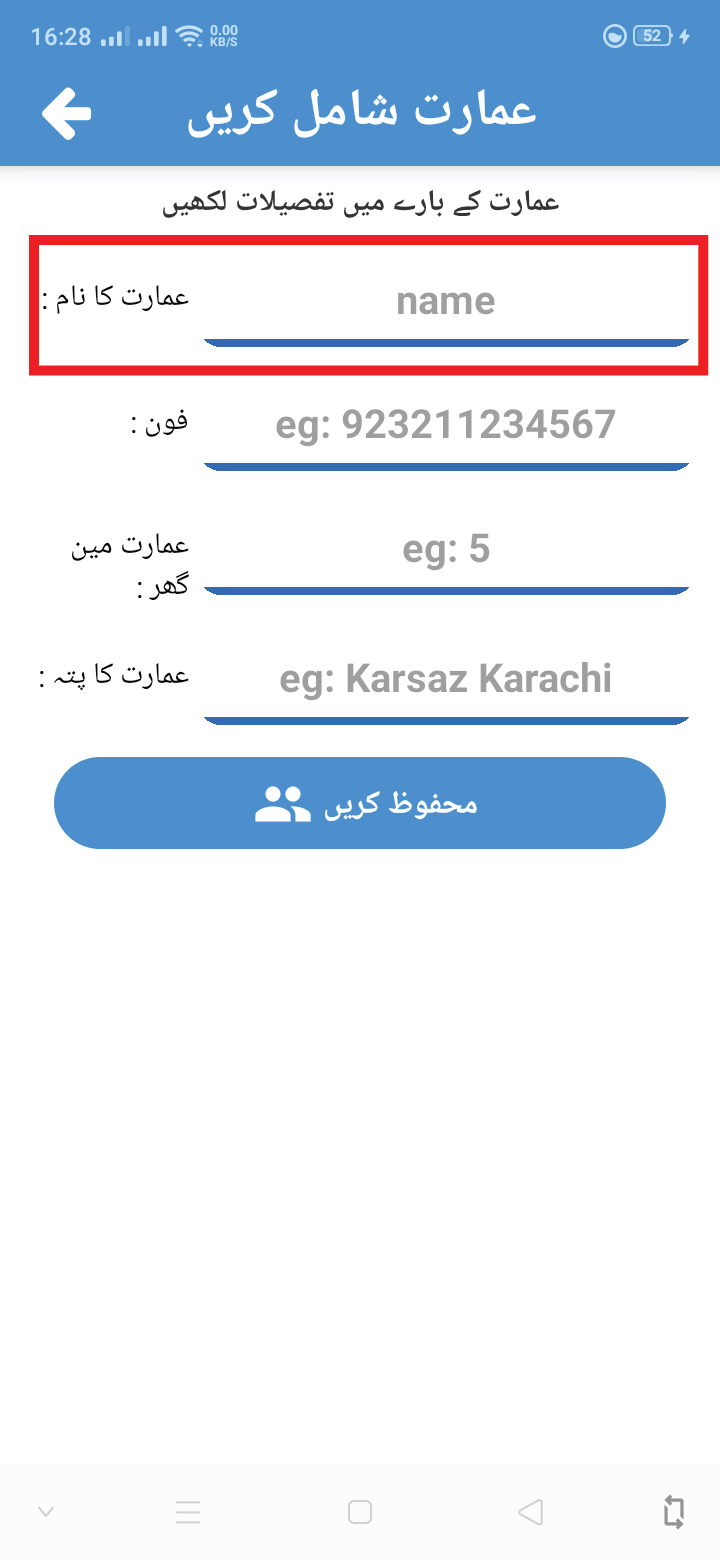 16:28 0.00 KB/S 52
عمارت شامل کریں
عمارت کے بارے میں تفصیلات لکھیں
عمارت کا نام :
name
فون :
eg: 923211234567
عمارت مین
گھر :
eg: 5
عمارت کا پتہ :
eg: Karsaz Karachi
محفوظ کریں